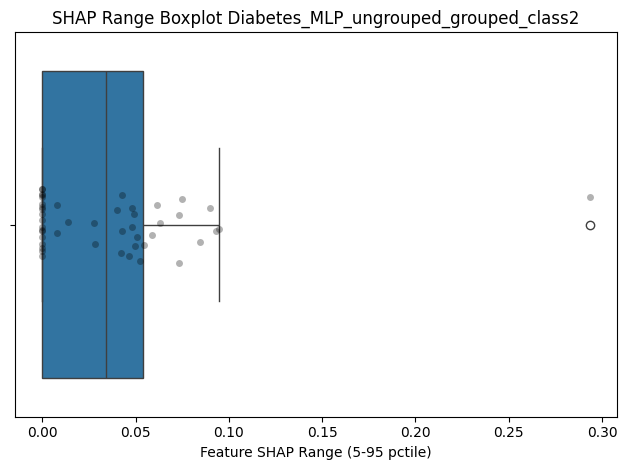 SHAP Range Boxplot Diabetes_MLP_ungrouped_grouped_class2
0.00 0.05 0.10 0.15 0.20 0.25 0.30
Feature SHAP Range (5-95 pctile)